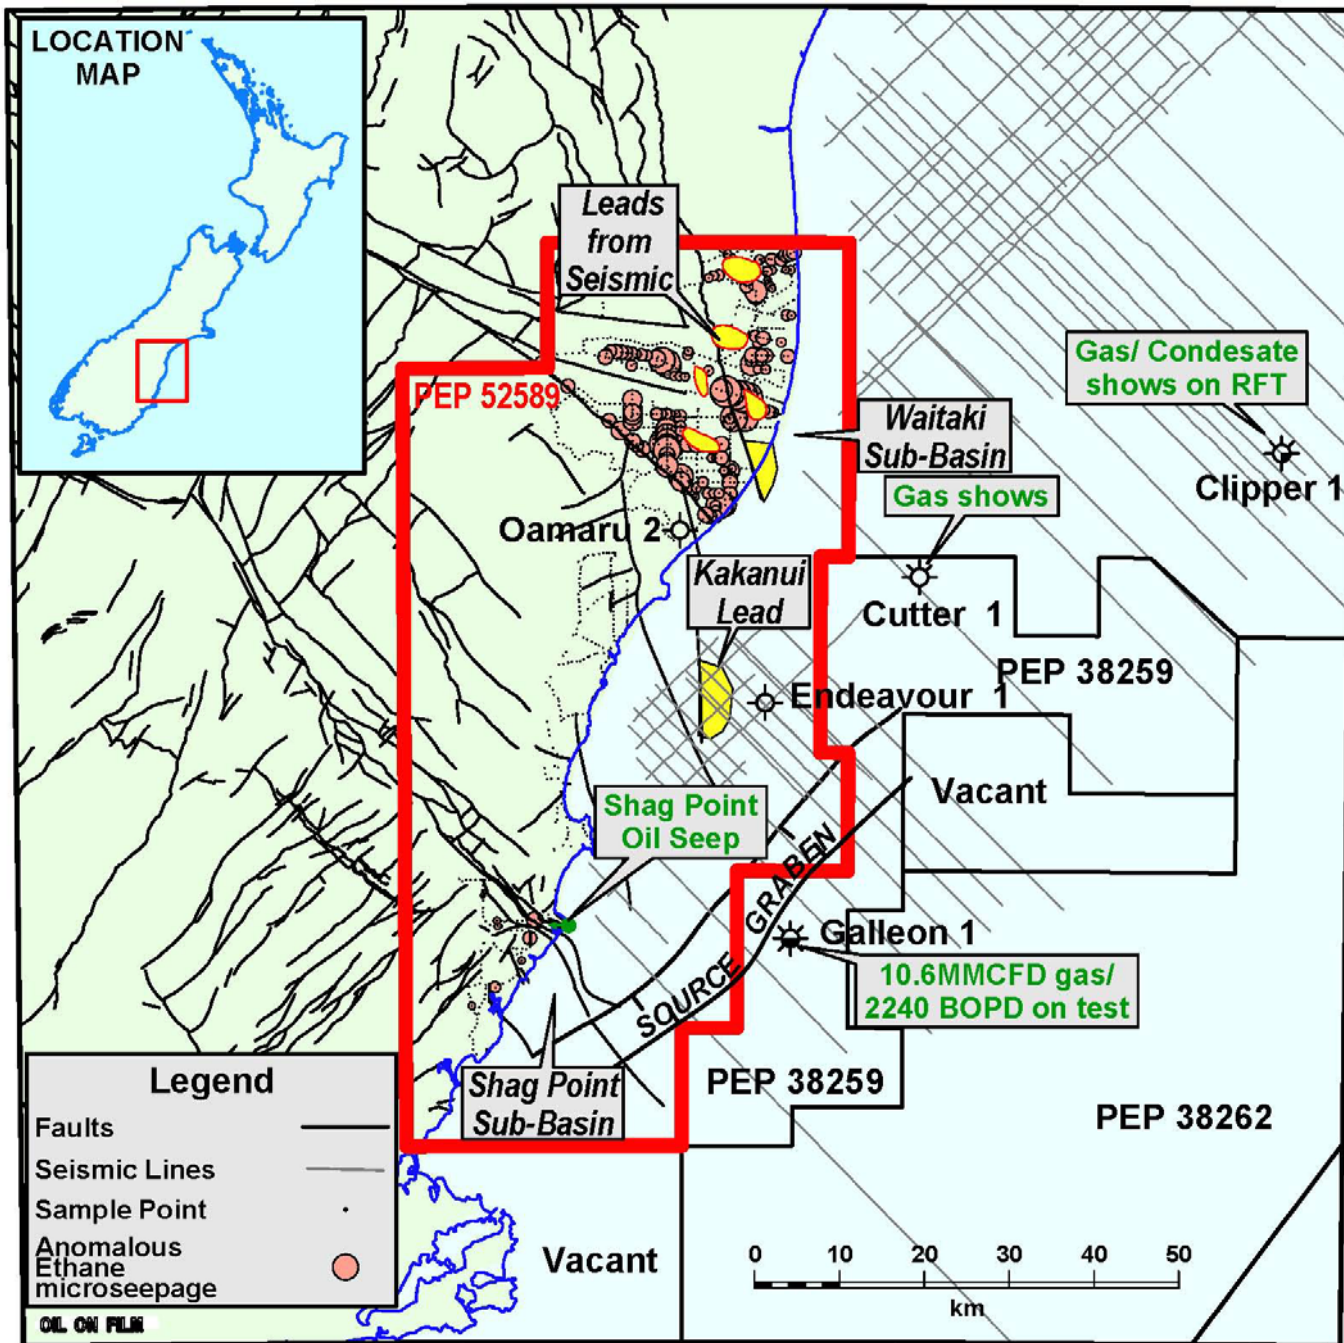 LOCATION
MAP
Leads
from
Seismic
Gas/ Condesate
shows on RFT
PEP 52589
Waitaki
Sub-Basin
Clipper 1
Gas shows
Oamaru 2
Kakanui
Lead
Cutter 1
PEP 38259
Endeavour 1
Vacant
Shag Point
Oil Seep
SOURCE GRABEN
Galleon 1
10.6MMCFD gas/
2240 BOPD on test
Shag Point
Sub-Basin
PEP 38259
PEP 38262
Legend
Faults
Seismic Lines
Sample Point
Anomalous
Ethane
microseepage
Vacant
0 10 20 30 40 50
km
OIL ON FILM